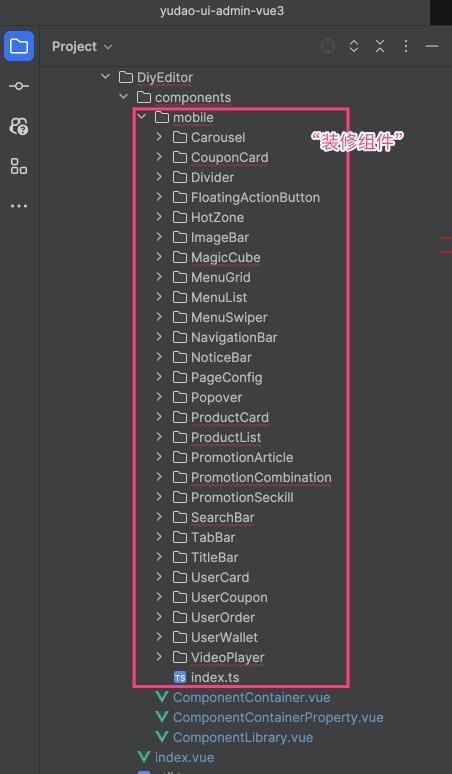 yudao-ui-admin-vue3
Project
DiyEditor
components
mobile
“装修组件”
Carousel
CouponCard
Divider
FloatingActionButton
HotZone
ImageBar
MagicCube
MenuGrid
MenuList
MenuSwiper
NavigationBar
NoticeBar
PageConfig
Popover
ProductCard
ProductList
PromotionArticle
PromotionCombination
PromotionSeckill
SearchBar
TabBar
TitleBar
UserCard
UserCoupon
UserOrder
UserWallet
VideoPlayer
TS index.ts
ComponentContainer.vue
ComponentContainerProperty.vue
ComponentLibrary.vue
index.vue